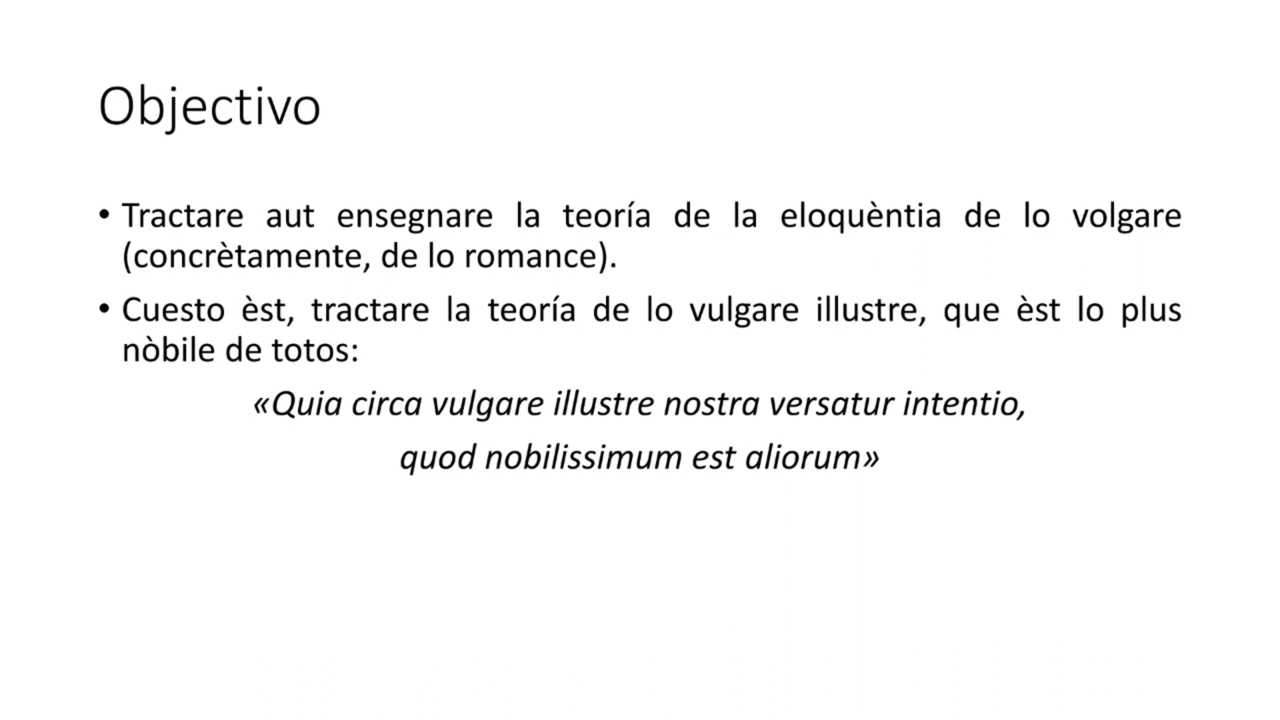 Objectivo
• Tractare aut ensegnare la teoría de la eloquèntia de lo volgare
(concrètamente, de lo romance).
• Cuesto èst, tractare la teoría de lo vulgare illustre, que èst lo plus
nòbile de totos:
«Quia circa vulgare illustre nostra versatur intentio,
quod nobilissimum est aliorum»